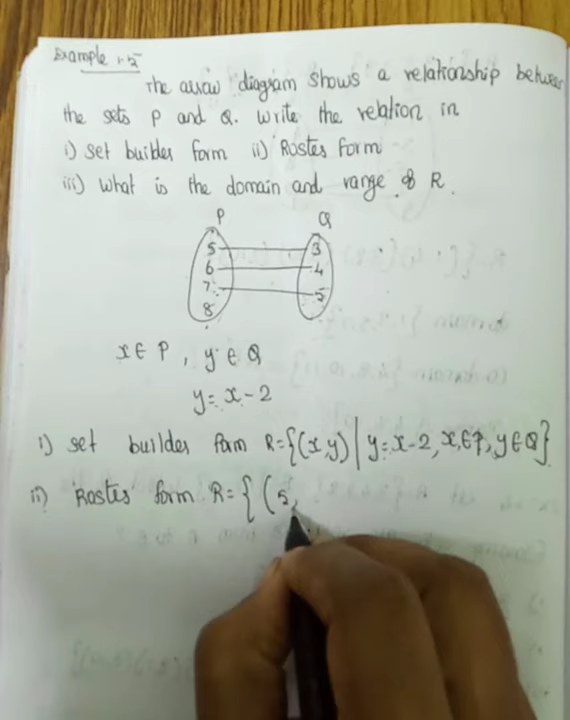 Example 1.5
The arrow diagram shows a relationship between
the sets P and Q. Write the relation in
i) set builder form ii) Roster form
iii) What is the domain and range of R.
P Q
5 3
6 4
7 5
8
x ∈ P, y ∈ Q
y = x - 2
i) set builder form R = {(x,y) | y = x-2, x ∈ P, y ∈ Q}
ii) Roster form R = { (5,